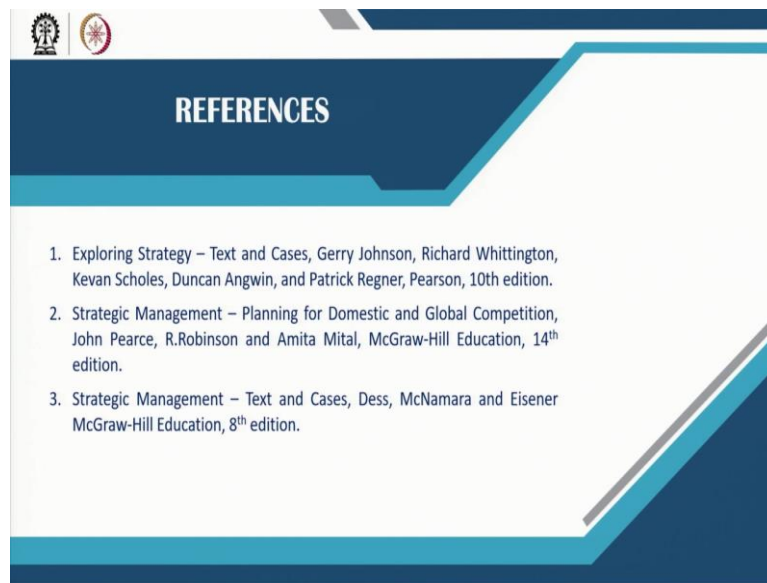 REFERENCES
1. Exploring Strategy – Text and Cases, Gerry Johnson, Richard Whittington,
Kevan Scholes, Duncan Angwin, and Patrick Regner, Pearson, 10th edition.
2. Strategic Management – Planning for Domestic and Global Competition,
John Pearce, R.Robinson and Amita Mital, McGraw-Hill Education, 14th
edition.
3. Strategic Management – Text and Cases, Dess, McNamara and Eisener
McGraw-Hill Education, 8th edition.